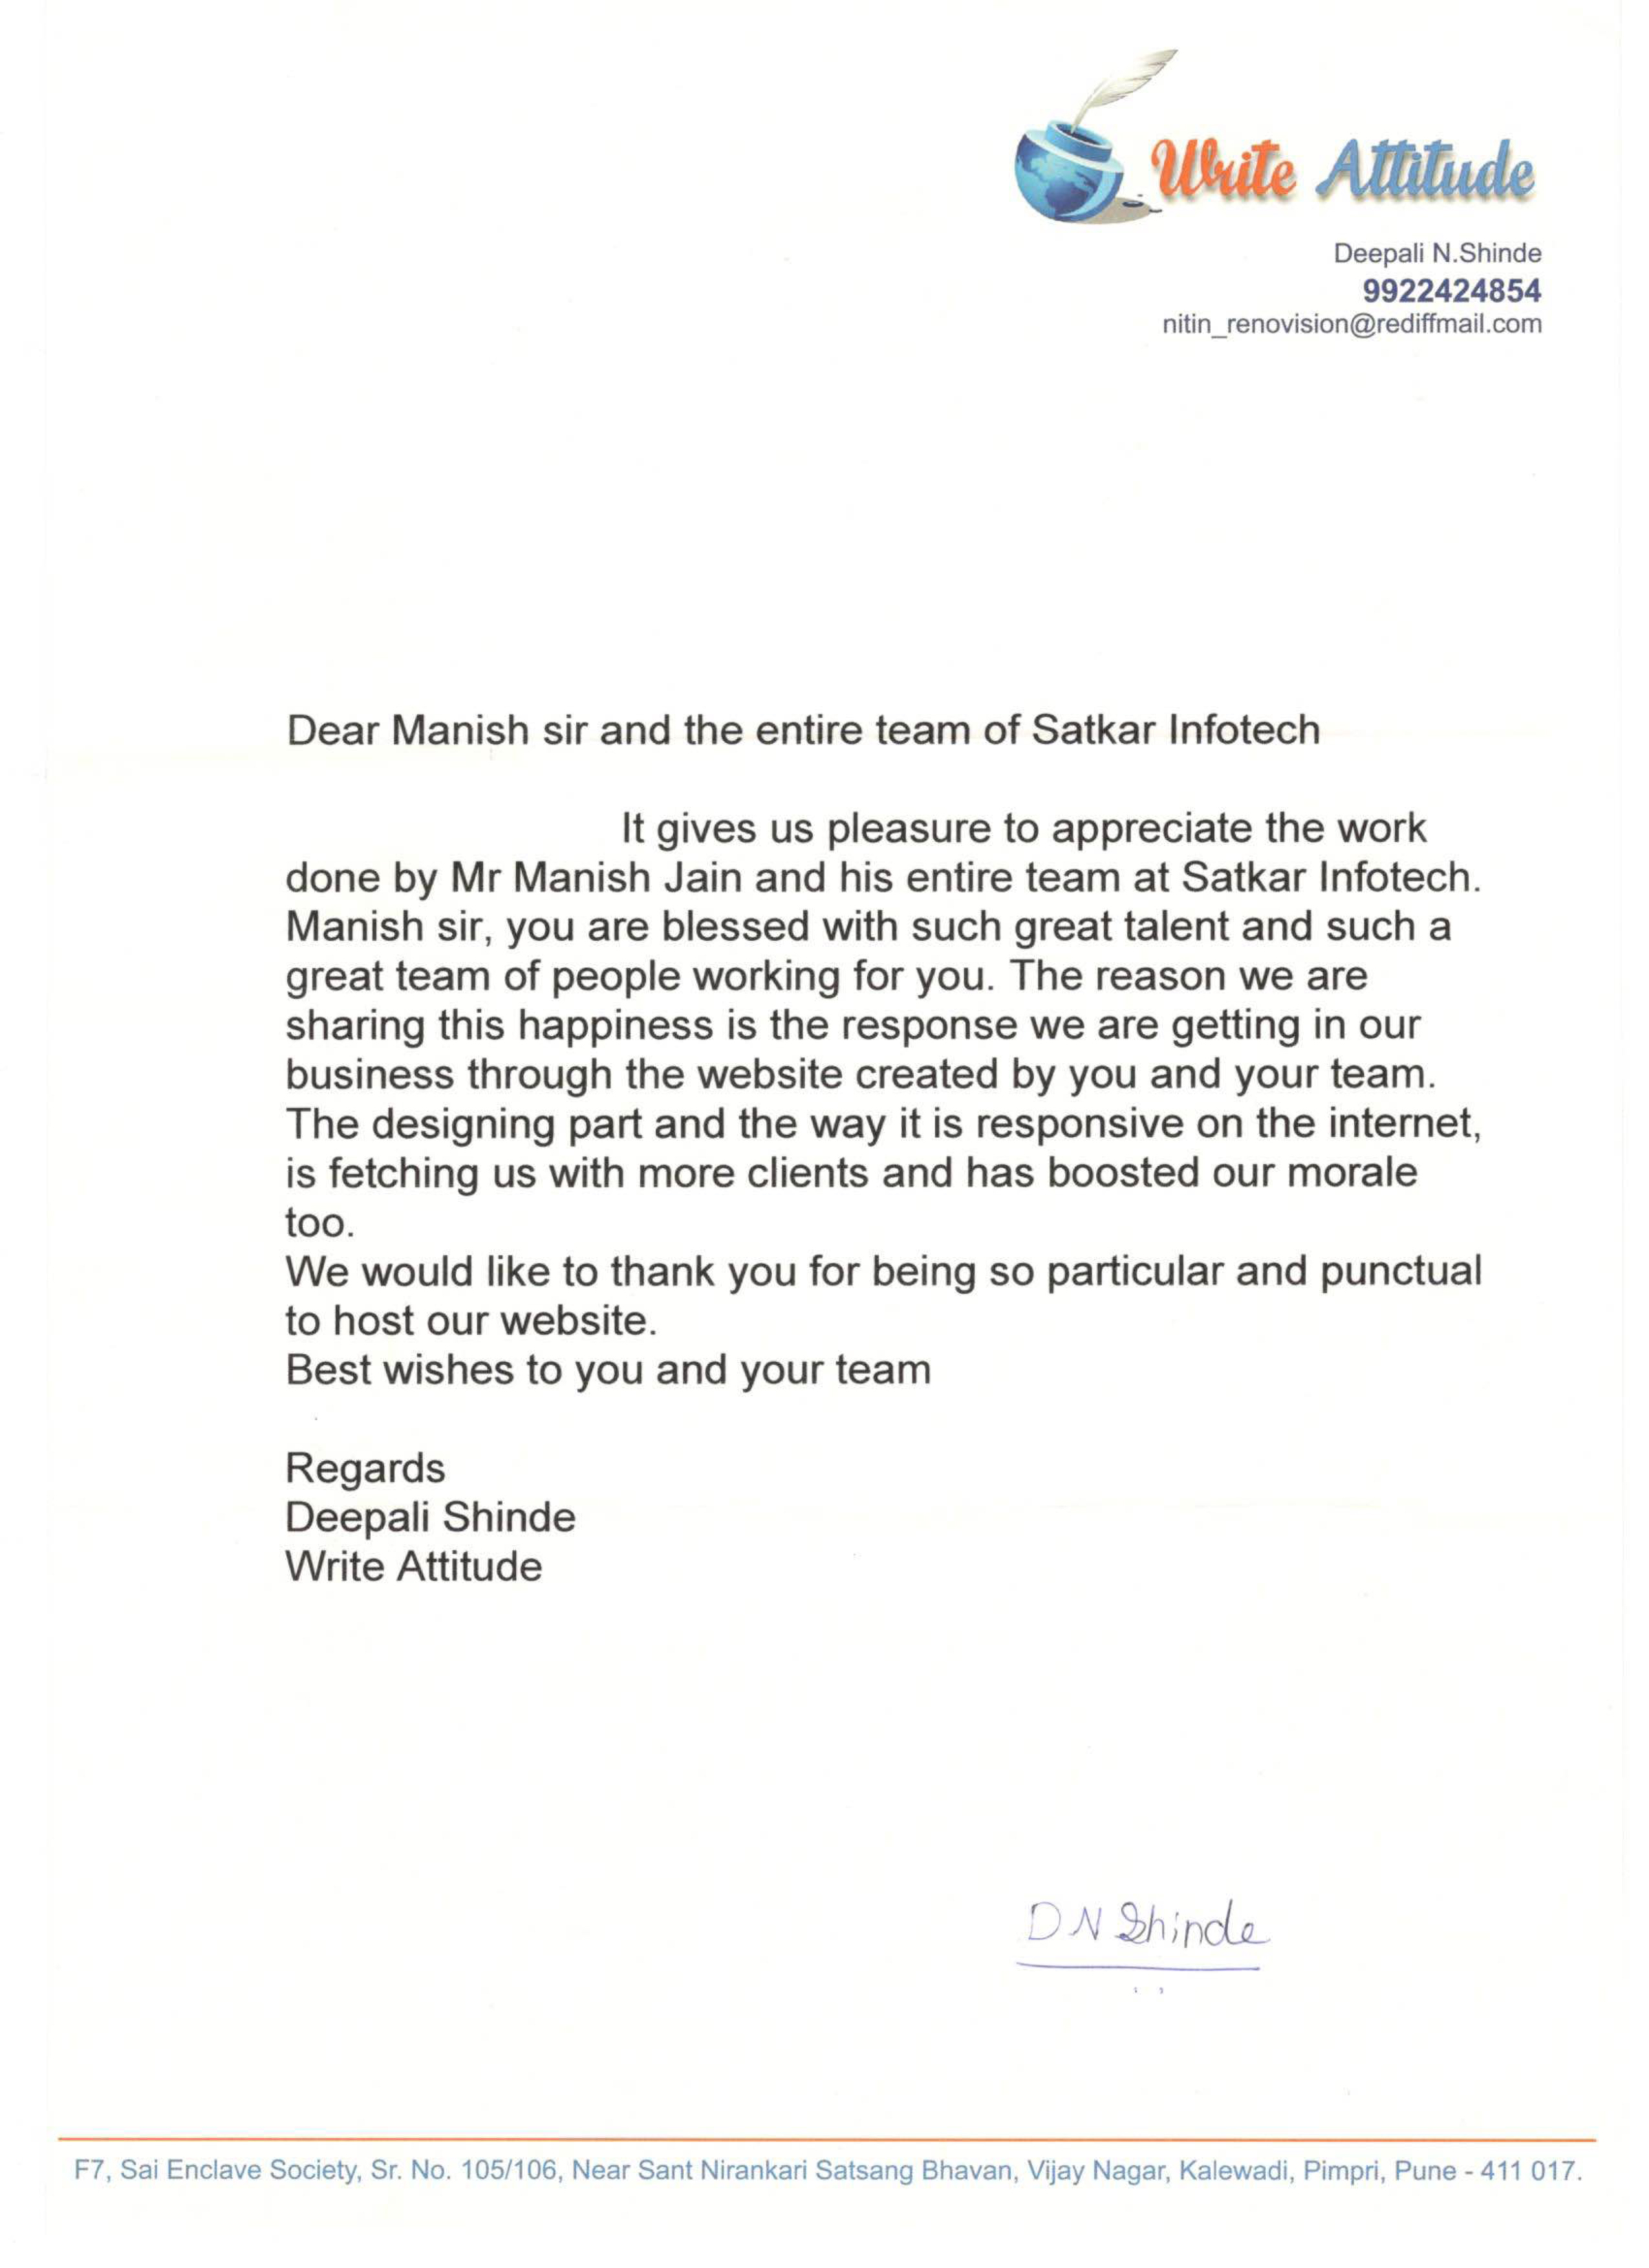 Write Attitude
Deepali N.Shinde
9922424854
nitin_renovision@rediffmail.com
Dear Manish sir and the entire team of Satkar Infotech
It gives us pleasure to appreciate the work
done by Mr Manish Jain and his entire team at Satkar Infotech.
Manish sir, you are blessed with such great talent and such a
great team of people working for you. The reason we are
sharing this happiness is the response we are getting in our
business through the website created by you and your team.
The designing part and the way it is responsive on the internet,
is fetching us with more clients and has boosted our morale
too.
We would like to thank you for being so particular and punctual
to host our website.
Best wishes to you and your team
Regards
Deepali Shinde
Write Attitude
DN Shinde
F7, Sai Enclave Society, Sr. No. 105/106, Near Sant Nirankari Satsang Bhavan, Vijay Nagar, Kalewadi, Pimpri, Pune - 411 017.